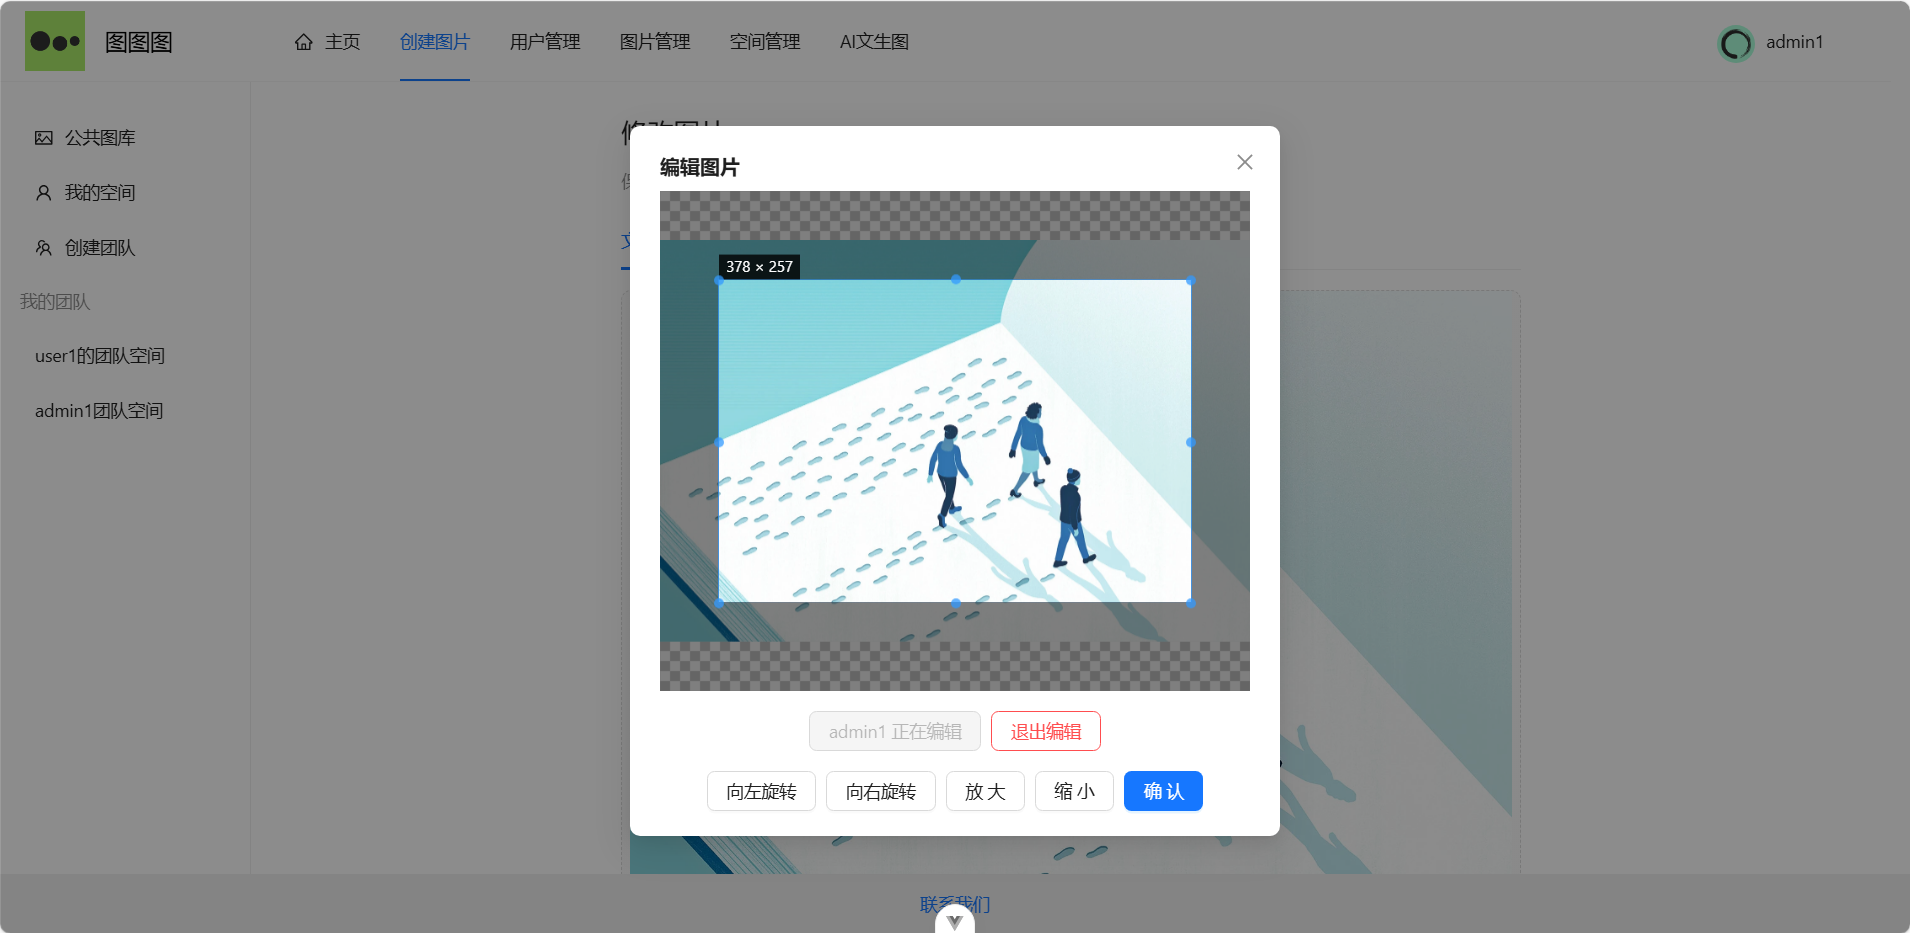 图图图
主页
创建图片
用户管理
图片管理
空间管理
AI文生图
admin1
公共图库
我的空间
创建团队
我的团队
user1的团队空间
admin1团队空间
编辑图片
378 × 257
admin1 正在编辑
退出编辑
向左旋转
向右旋转
放大
缩小
确认
联系我们